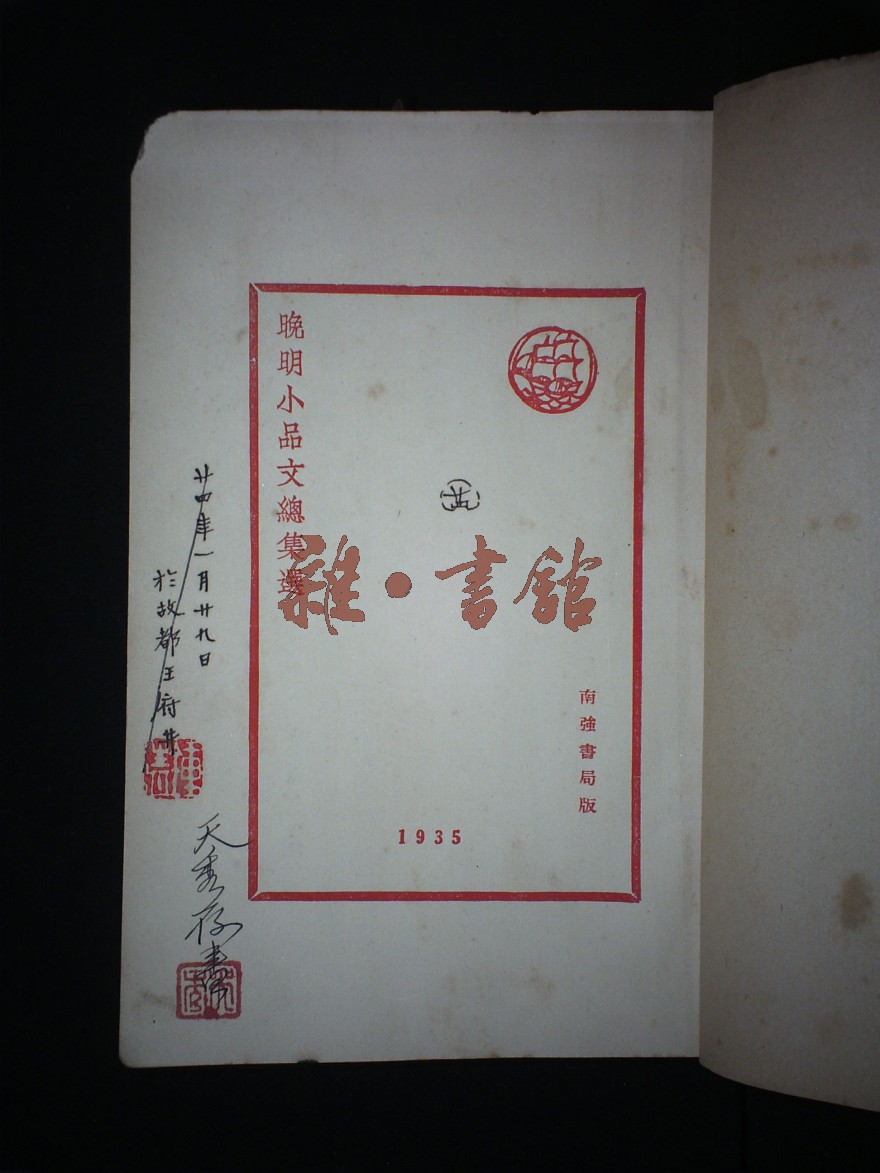 晚明小品文總集選
雜·書館
南強書局版
1935
廿四年一月廿九日
於故都王府井
天秀存書